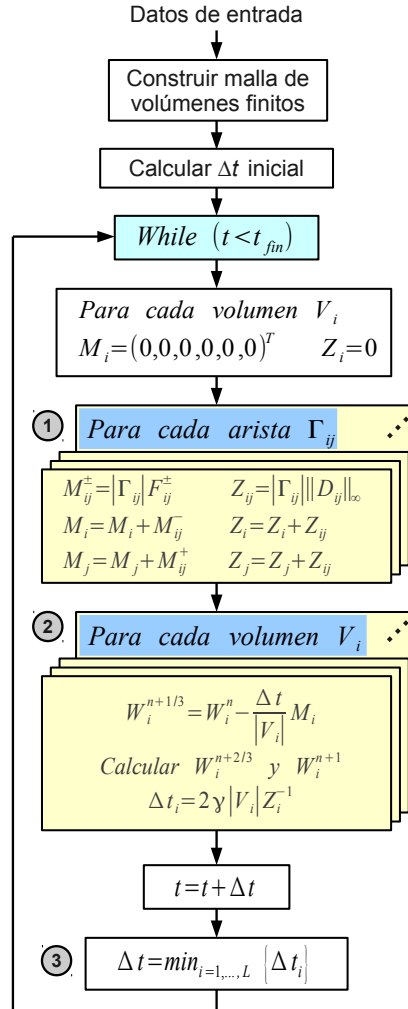 Datos de entrada
Construir malla de
volúmenes finitos
Calcular Δt inicial
While (t<t_fin)
Para cada volumen V_i
M_i=(0,0,0,0,0,0)^T Z_i=0
1
Para cada arista Γ_ij
M_ij^±=|Γ_ij|F_ij^± Z_ij=|Γ_ij|‖D_ij‖_∞
M_i=M_i+M_ij^- Z_i=Z_i+Z_ij
M_j=M_j+M_ij^+ Z_j=Z_j+Z_ij
2
Para cada volumen V_i
W_i^{n+1/3}=W_i^n-\frac{Δt}{|V_i|}M_i
Calcular W_i^{n+2/3} y W_i^{n+1}
Δt_i=2γ|V_i|Z_i^{-1}
t=t+Δt
3
Δt=min_{i=1,...,L} {Δt_i}